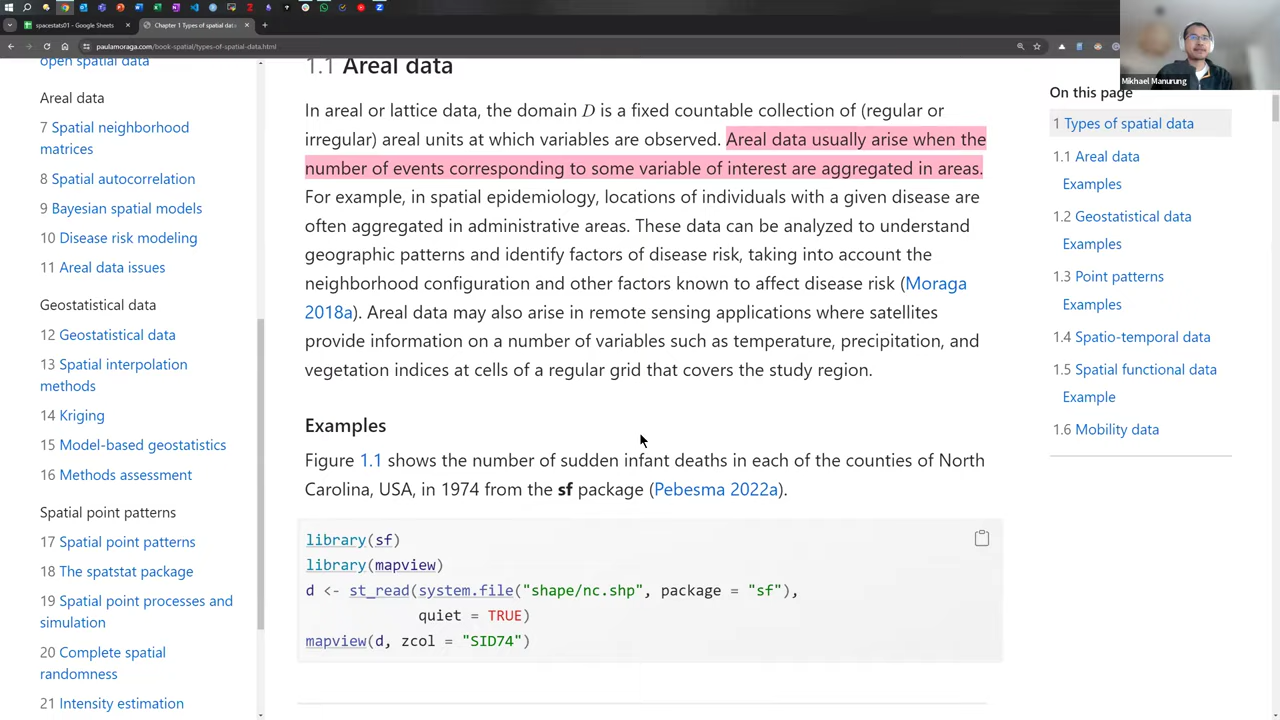 spacestats01 - Google Sheets
Chapter 1 Types of spatial data
paulamoraga.com/book-spatial/types-of-spatial-data.html
Mikhael Manurung
open spatial data
Areal data
7 Spatial neighborhood
matrices
8 Spatial autocorrelation
9 Bayesian spatial models
10 Disease risk modeling
11 Areal data issues
Geostatistical data
12 Geostatistical data
13 Spatial interpolation
methods
14 Kriging
15 Model-based geostatistics
16 Methods assessment
Spatial point patterns
17 Spatial point patterns
18 The spatstat package
19 Spatial point processes and
simulation
20 Complete spatial
randomness
21 Intensity estimation
1.1 Areal data
In areal or lattice data, the domain D is a fixed countable collection of (regular or
irregular) areal units at which variables are observed. Areal data usually arise when the
number of events corresponding to some variable of interest are aggregated in areas.
For example, in spatial epidemiology, locations of individuals with a given disease are
often aggregated in administrative areas. These data can be analyzed to understand
geographic patterns and identify factors of disease risk, taking into account the
neighborhood configuration and other factors known to affect disease risk (Moraga
2018a). Areal data may also arise in remote sensing applications where satellites
provide information on a number of variables such as temperature, precipitation, and
vegetation indices at cells of a regular grid that covers the study region.
Examples
Figure 1.1 shows the number of sudden infant deaths in each of the counties of North
Carolina, USA, in 1974 from the sf package (Pebesma 2022a).
library(sf)
library(mapview)
d <- st_read(system.file("shape/nc.shp", package = "sf"),
quiet = TRUE)
mapview(d, zcol = "SID74")
On this page
1 Types of spatial data
1.1 Areal data
Examples
1.2 Geostatistical data
Examples
1.3 Point patterns
Examples
1.4 Spatio-temporal data
1.5 Spatial functional data
Example
1.6 Mobility data